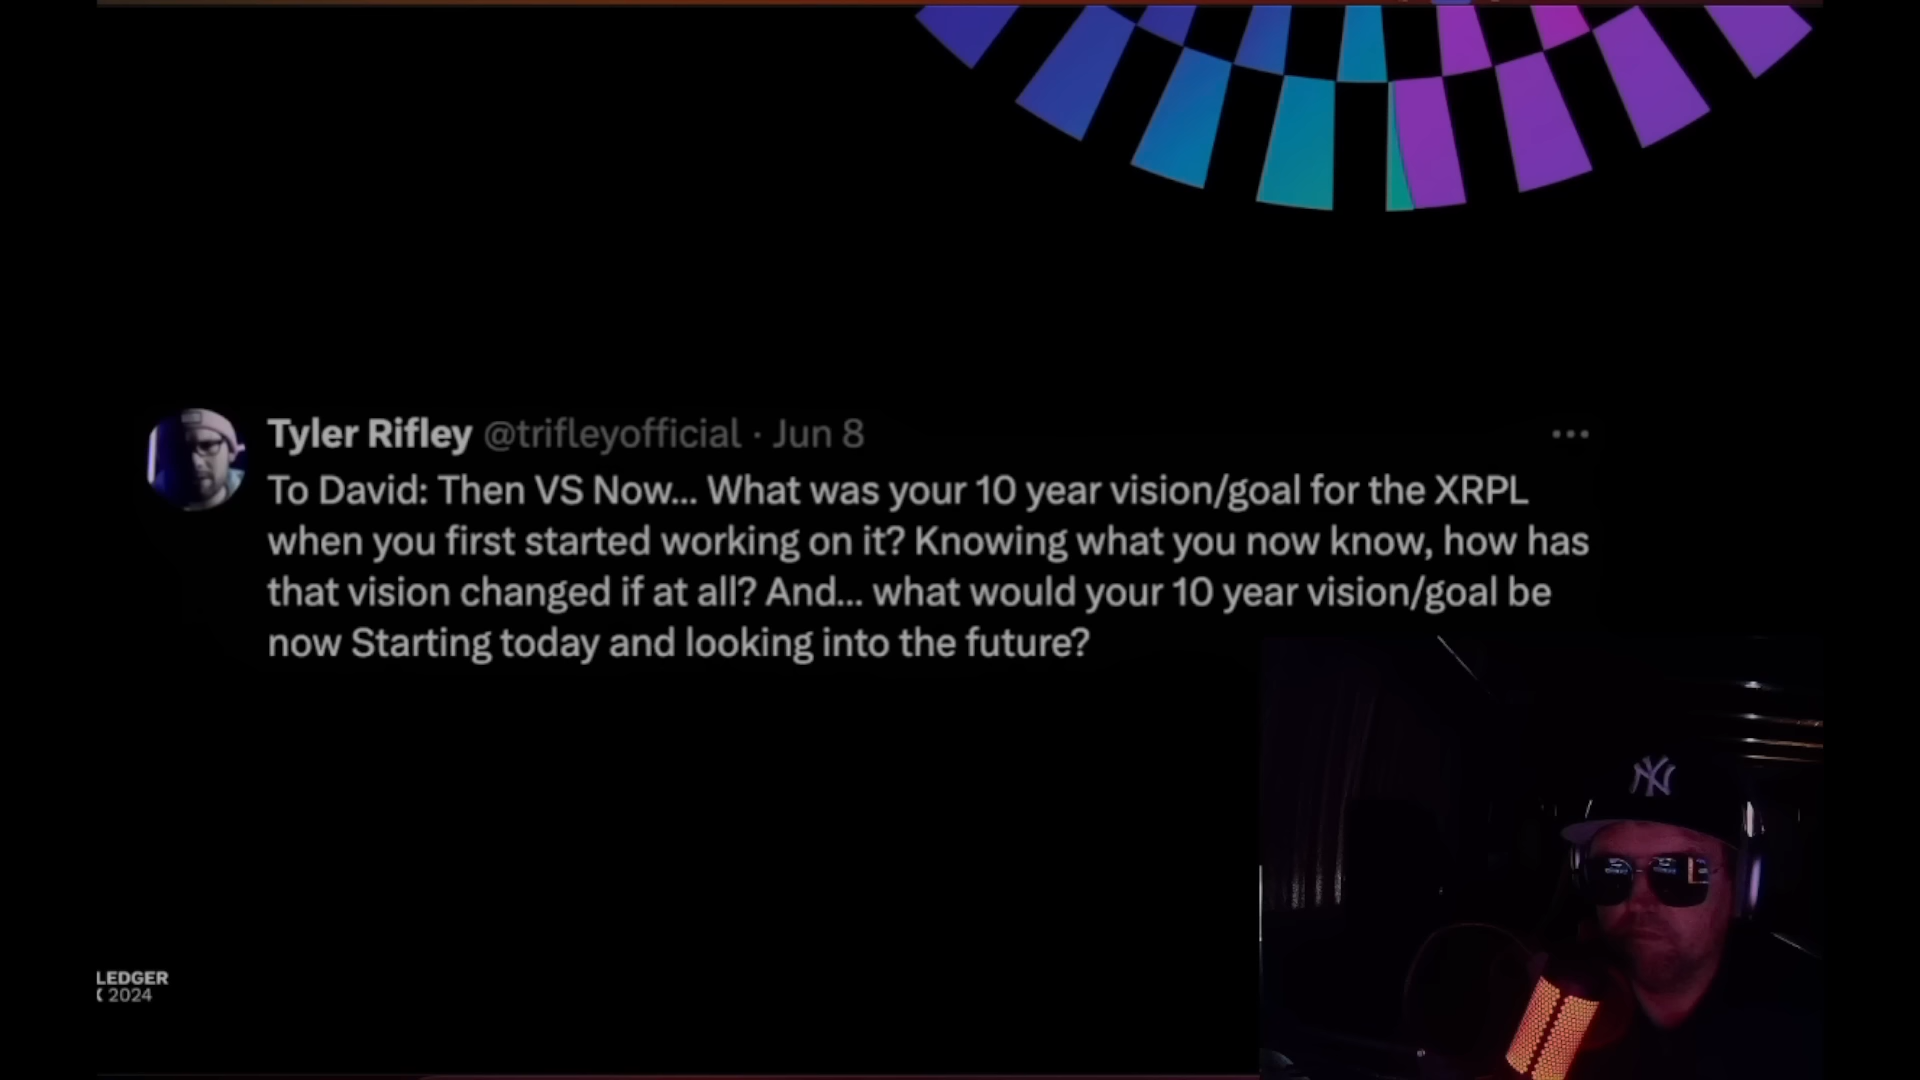 Tyler Rifley @trifleyofficial · Jun 8
To David: Then VS Now... What was your 10 year vision/goal for the XRPL
when you first started working on it? Knowing what you now know, how has
that vision changed if at all? And... what would your 10 year vision/goal be
now Starting today and looking into the future?
NY
LEDGER
2024